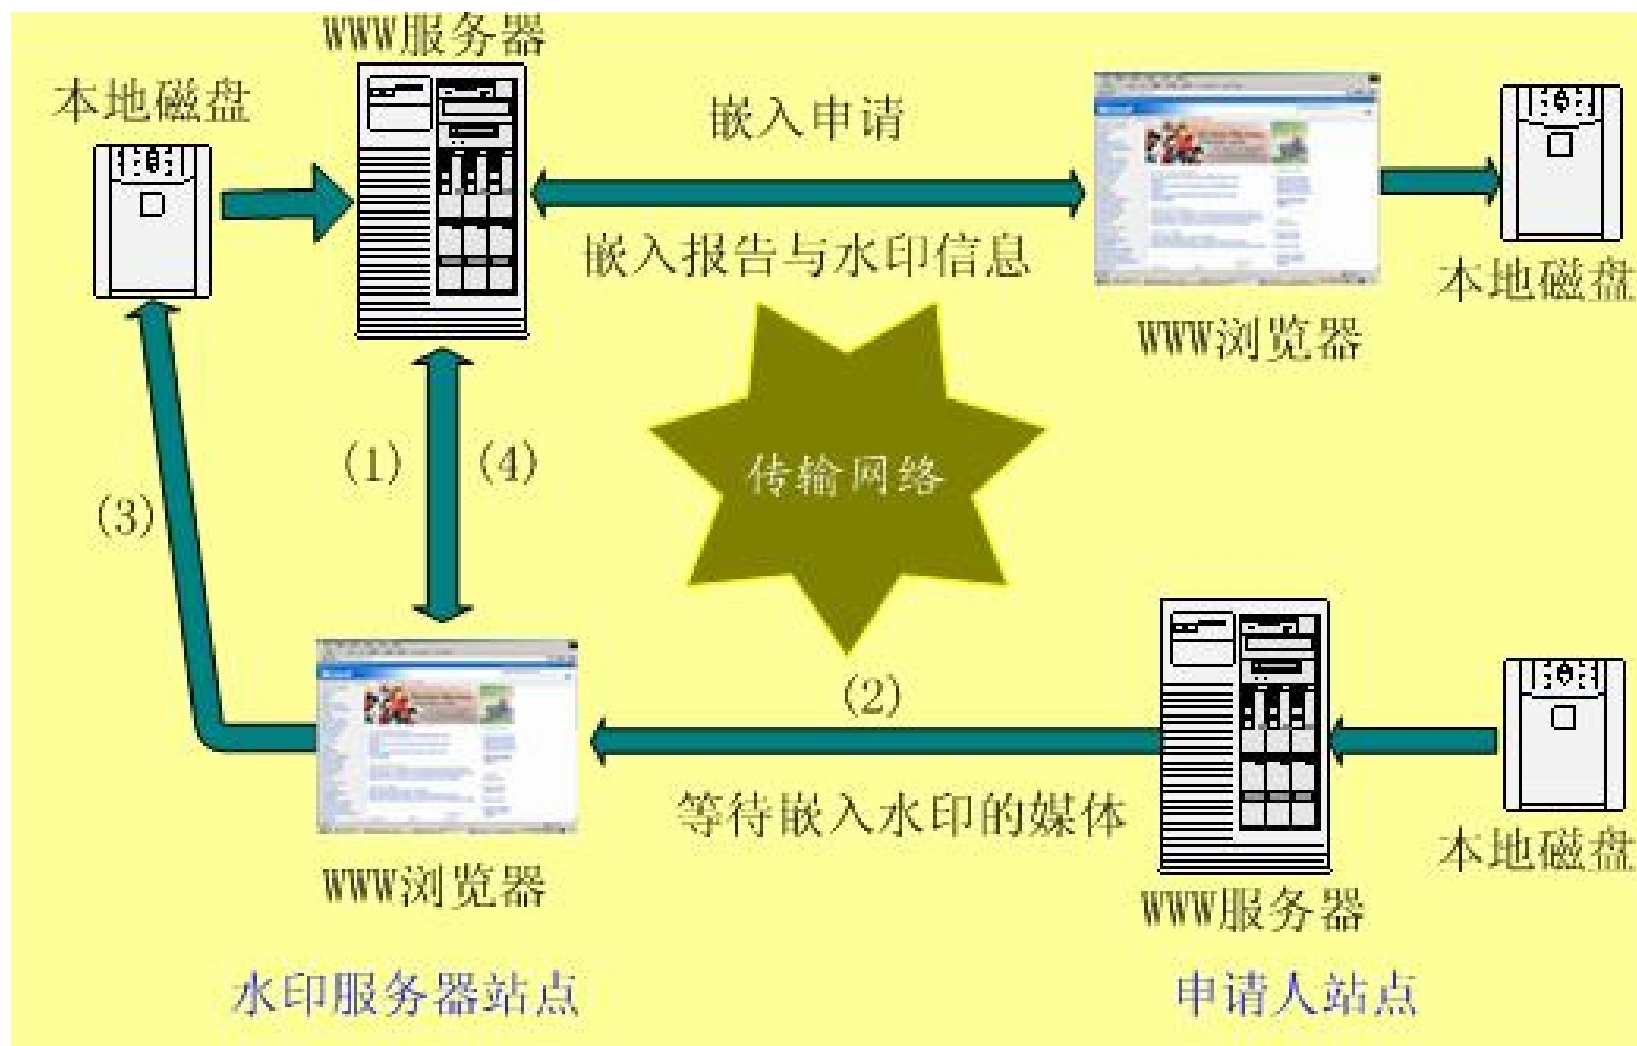 WWW服务器
本地磁盘
嵌入申请
嵌入报告与水印信息
本地磁盘
WWW浏览器
(1)
(4)
传输网络
(3)
(2)
等待嵌入水印的媒体
本地磁盘
WWW浏览器
WWW服务器
水印服务器站点
申请人站点